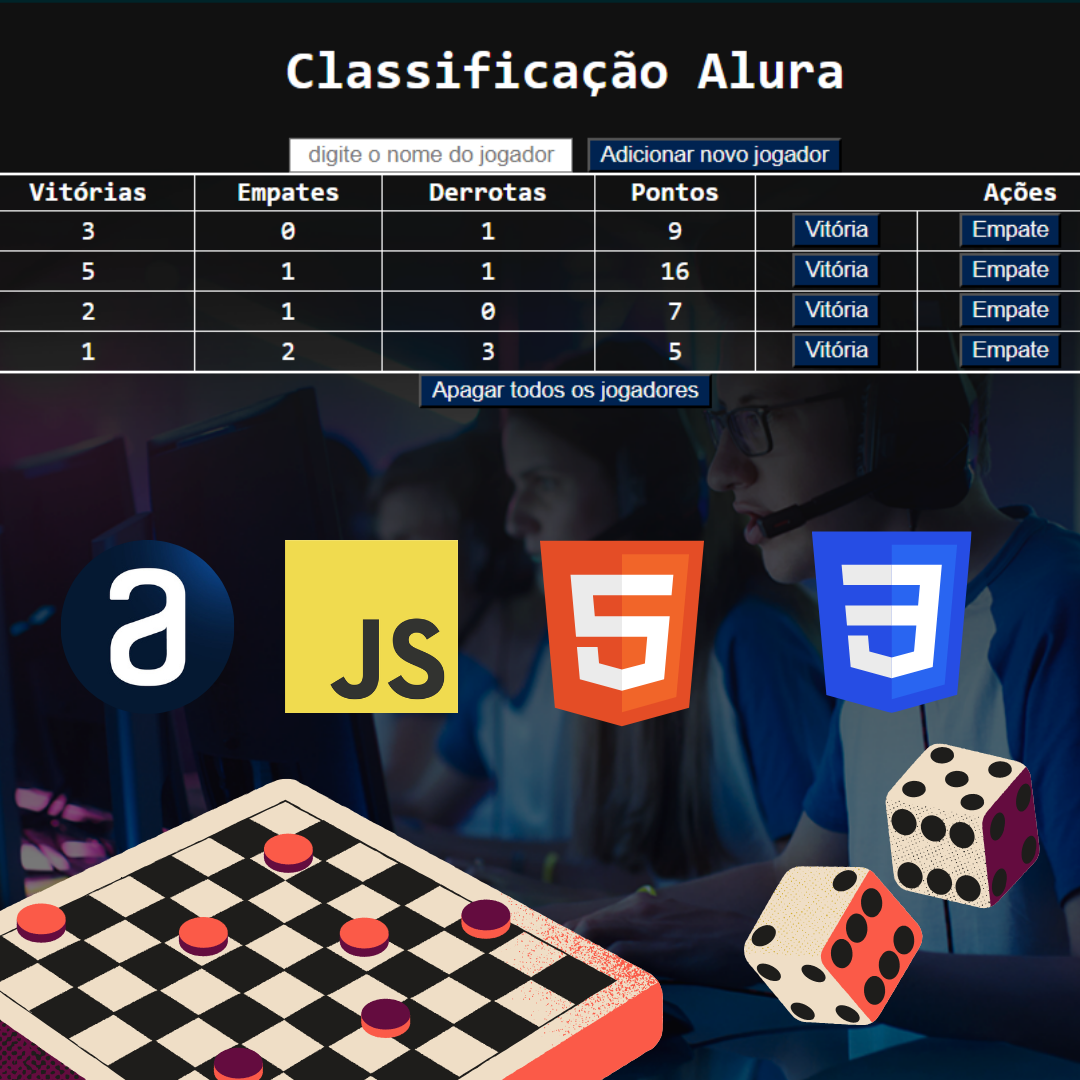 Classificação Alura
digite o nome do jogador Adicionar novo jogador
Vitórias Empates Derrotas Pontos Ações
3 0 1 9 Vitória Empate
5 1 1 16 Vitória Empate
2 1 0 7 Vitória Empate
1 2 3 5 Vitória Empate
Apagar todos os jogadores
a JS 5 3